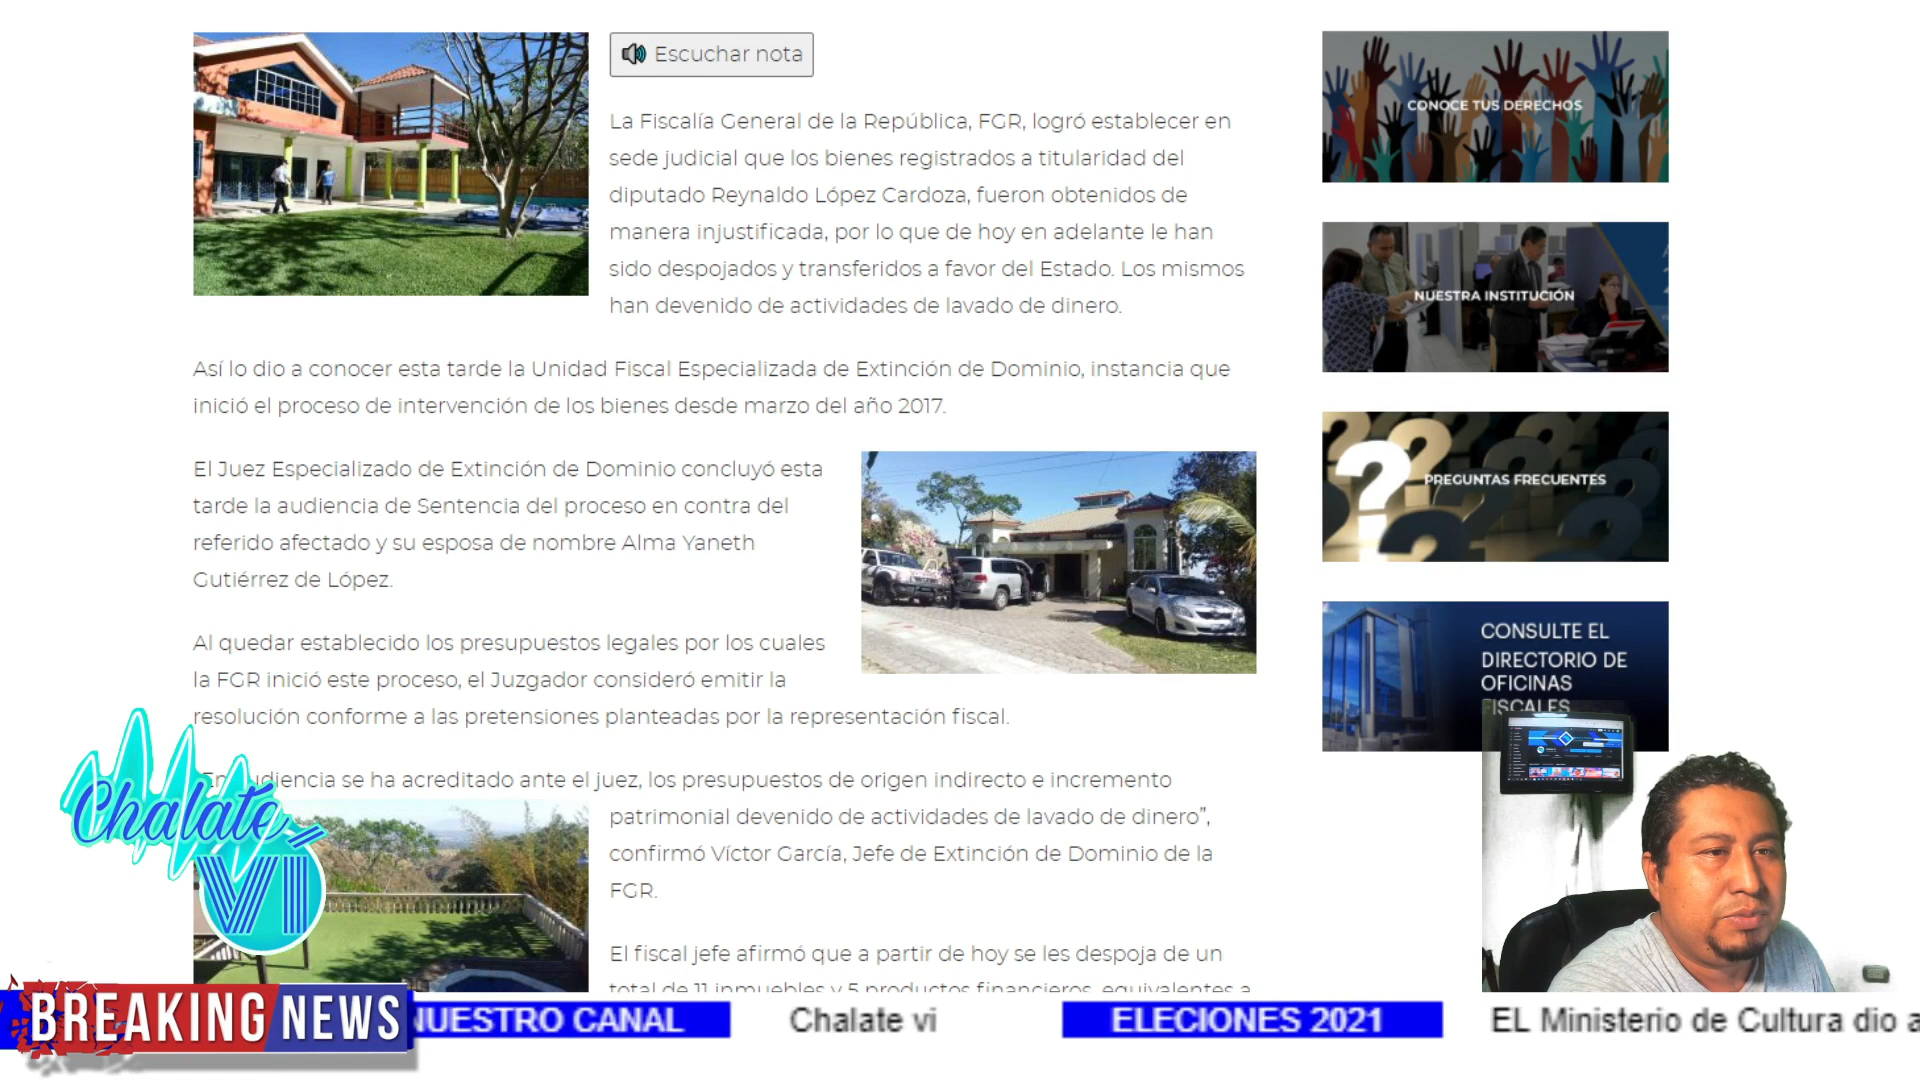 Escuchar nota
La Fiscalía General de la República, FGR, logró establecer en
sede judicial que los bienes registrados a titularidad del
diputado Reynaldo López Cardoza, fueron obtenidos de
manera injustificada, por lo que de hoy en adelante le han
sido despojados y transferidos a favor del Estado. Los mismos
han devenido de actividades de lavado de dinero.
Así lo dio a conocer esta tarde la Unidad Fiscal Especializada de Extinción de Dominio, instancia que
inició el proceso de intervención de los bienes desde marzo del año 2017.
El Juez Especializado de Extinción de Dominio concluyó esta
tarde la audiencia de Sentencia del proceso en contra del
referido afectado y su esposa de nombre Alma Yaneth
Gutiérrez de López.
Al quedar establecido los presupuestos legales por los cuales
la FGR inició este proceso, el Juzgador consideró emitir la
resolución conforme a las pretensiones planteadas por la representación fiscal.
se ha acreditado ante el juez, los presupuestos de origen indirecto e incremento
patrimonial devenido de actividades de lavado de dinero”,
confirmó Víctor García, Jefe de Extinción de Dominio de la
FGR.
El fiscal jefe afirmó que a partir de hoy se les despoja de un
total de 11 inmuebles y 5 productos financieros, equivalentes a
CONOCE TUS DERECHOS
NUESTRA INSTITUCIÓN
PREGUNTAS FRECUENTES
CONSULTE EL
DIRECTORIO DE
OFICINAS
FISCALES
Chalate
VI
BREAKING NEWS
NUESTRO CANAL Chalate vi ELECIONES 2021 EL Ministerio de Cultura dio a